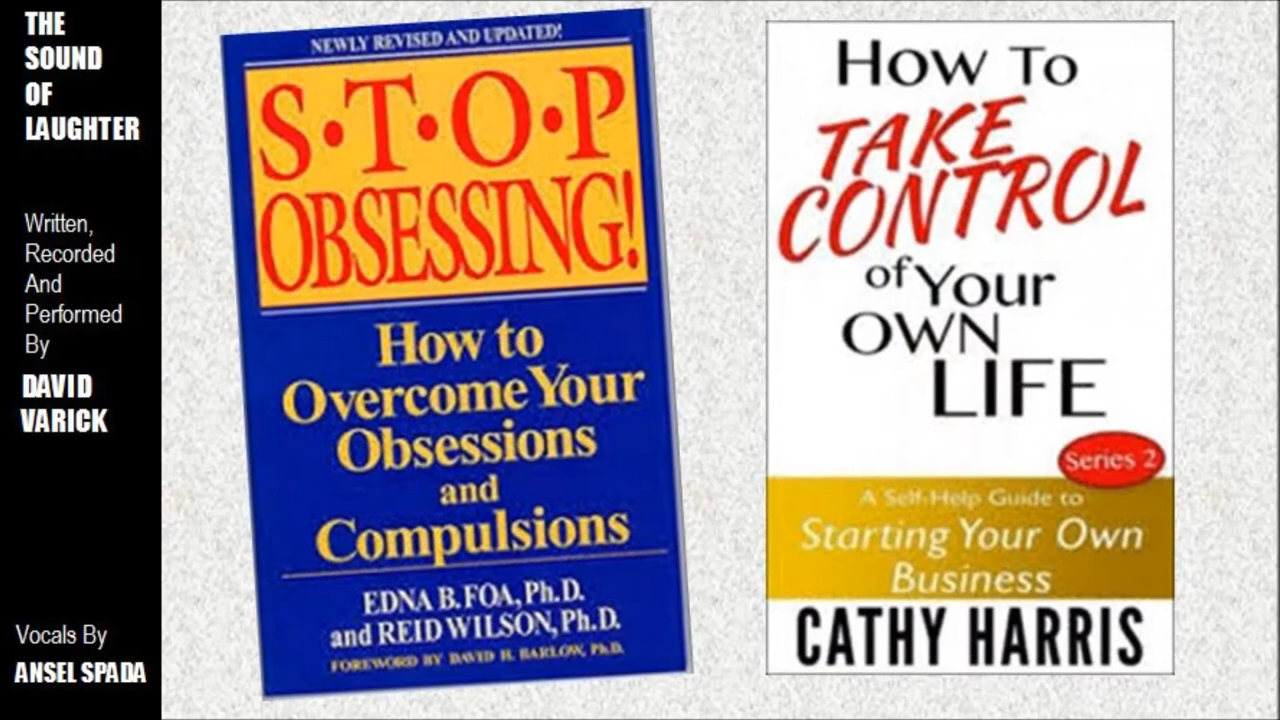 THE
SOUND
OF
LAUGHTER
Written,
Recorded
And
Performed
By
DAVID
VARICK
Vocals By
ANSEL SPADA
NEWLY REVISED AND UPDATED!
S•T•O•P
OBSESSING!
How to
Overcome Your
Obsessions
and
Compulsions
EDNA B. FOA, Ph.D.
and REID WILSON, Ph.D.
FOREWORD BY DAVID H. BARLOW, Ph.D.
How To
TAKE
CONTROL
of Your
OWN
LIFE
Series 2
A Self-Help Guide to
Starting Your Own
Business
CATHY HARRIS